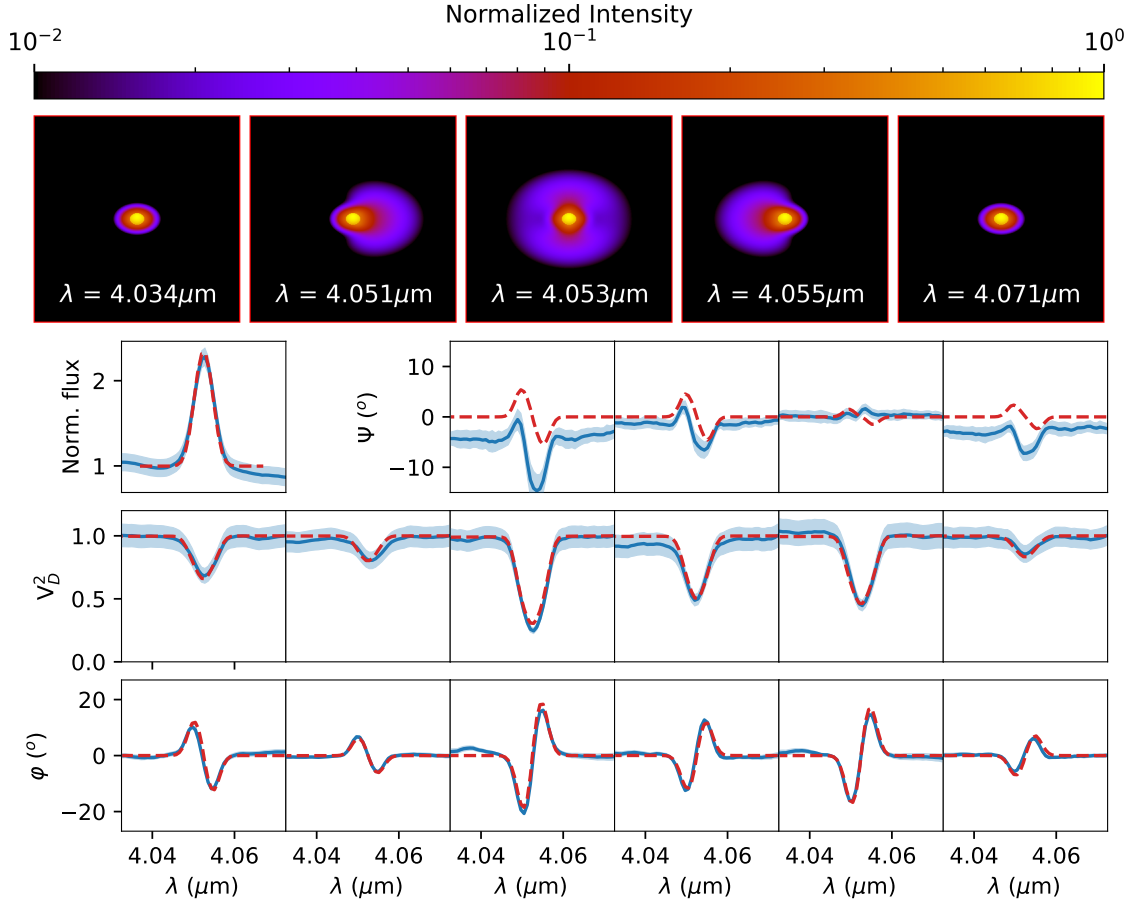 Normalized Intensity
10⁻² 10⁻¹ 10⁰
λ = 4.034μm λ = 4.051μm λ = 4.053μm λ = 4.055μm λ = 4.071μm
Norm. flux
2
1
Ψ (°)
10
0
−10
V²_D
1.0
0.5
0.0
φ (°)
20
0
−20
4.04 4.06 4.04 4.06 4.04 4.06 4.04 4.06 4.04 4.06 4.04 4.06
λ (μm) λ (μm) λ (μm) λ (μm) λ (μm) λ (μm)